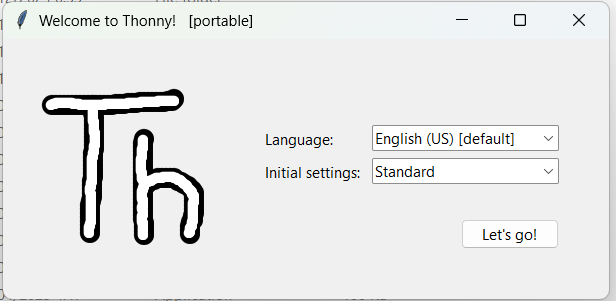 Welcome to Thonny! [portable]
Th
Language: English (US) [default]
Initial settings: Standard
Let's go!